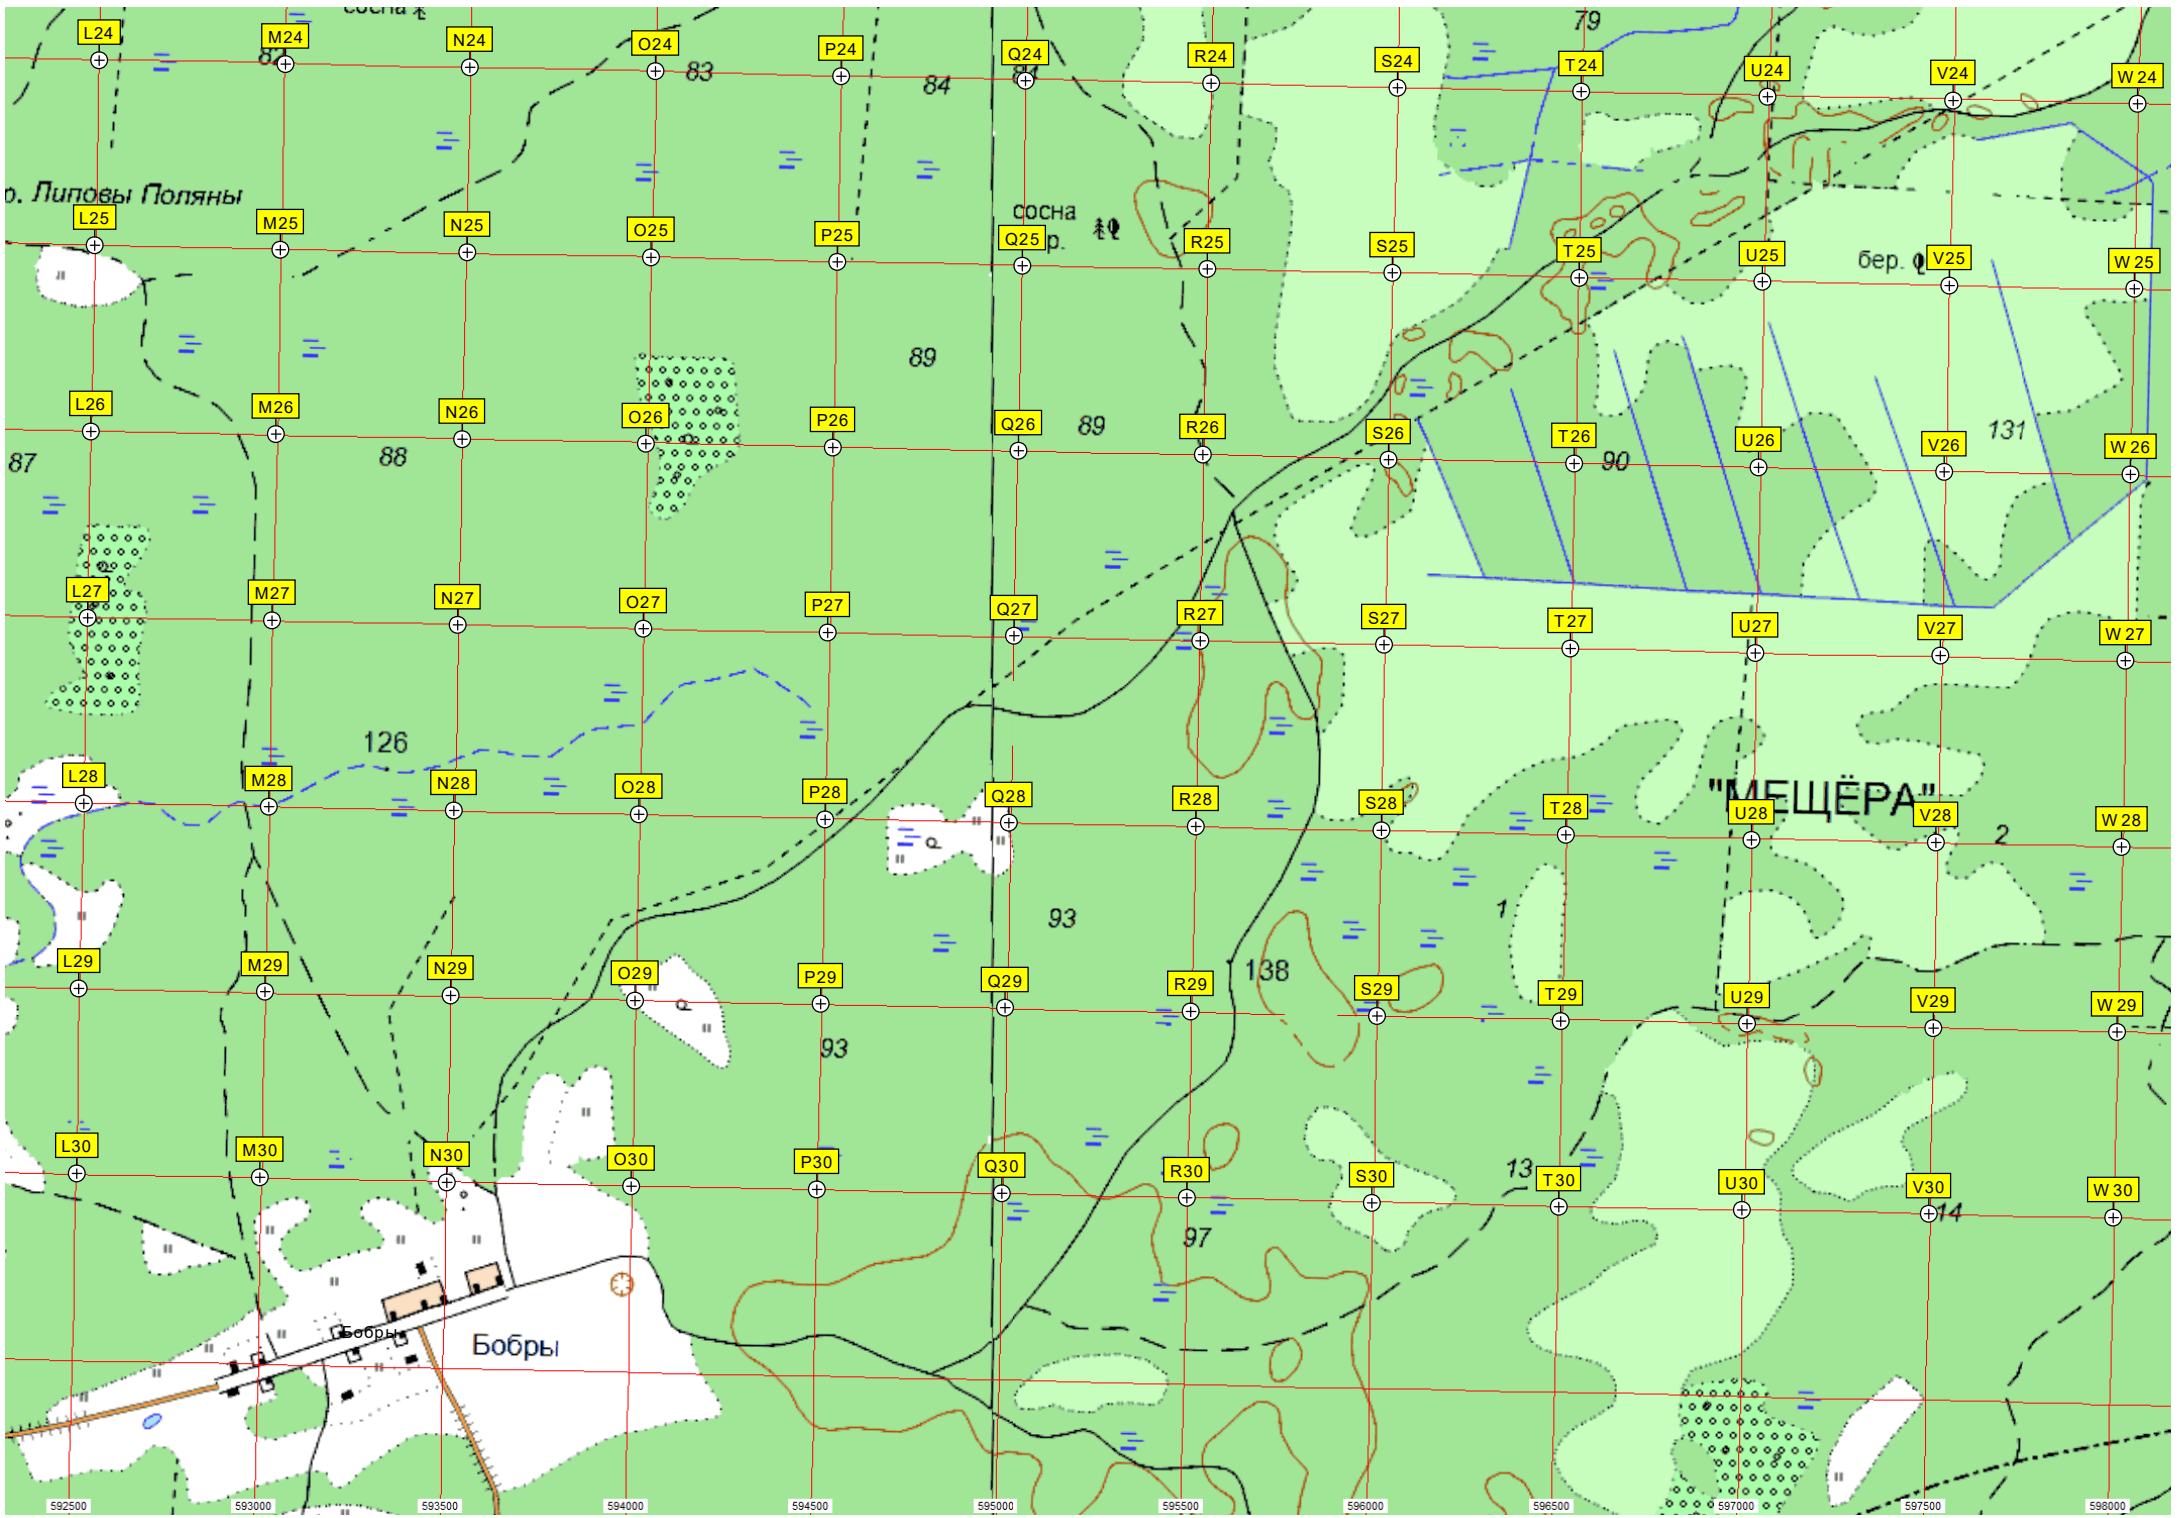 сосна
79
L24 M24 N24 O24 P24 Q24 R24 S24 T24 U24 V24 W24
82 83 84 84
р. Липовы Поляны
сосна
р.
L25 M25 N25 O25 P25 Q25 R25 S25 T25 U25 V25 W25
бер.
89
L26 M26 N26 O26 P26 Q26 R26 S26 T26 U26 V26 W26
89 131
87 88 90
L27 M27 N27 O27 P27 Q27 R27 S27 T27 U27 V27 W27
126
"МЕЩЁРА"
L28 M28 N28 O28 P28 Q28 R28 S28 T28 U28 V28 W28
2
93 1
138
L29 M29 N29 O29 P29 Q29 R29 S29 T29 U29 V29 W29
93
L30 M30 N30 O30 P30 Q30 R30 S30 T30 U30 V30 W30
13
97 14
Бобры
Бобры
592500 593000 593500 594000 594500 595000 595500 596000 596500 597000 597500 598000